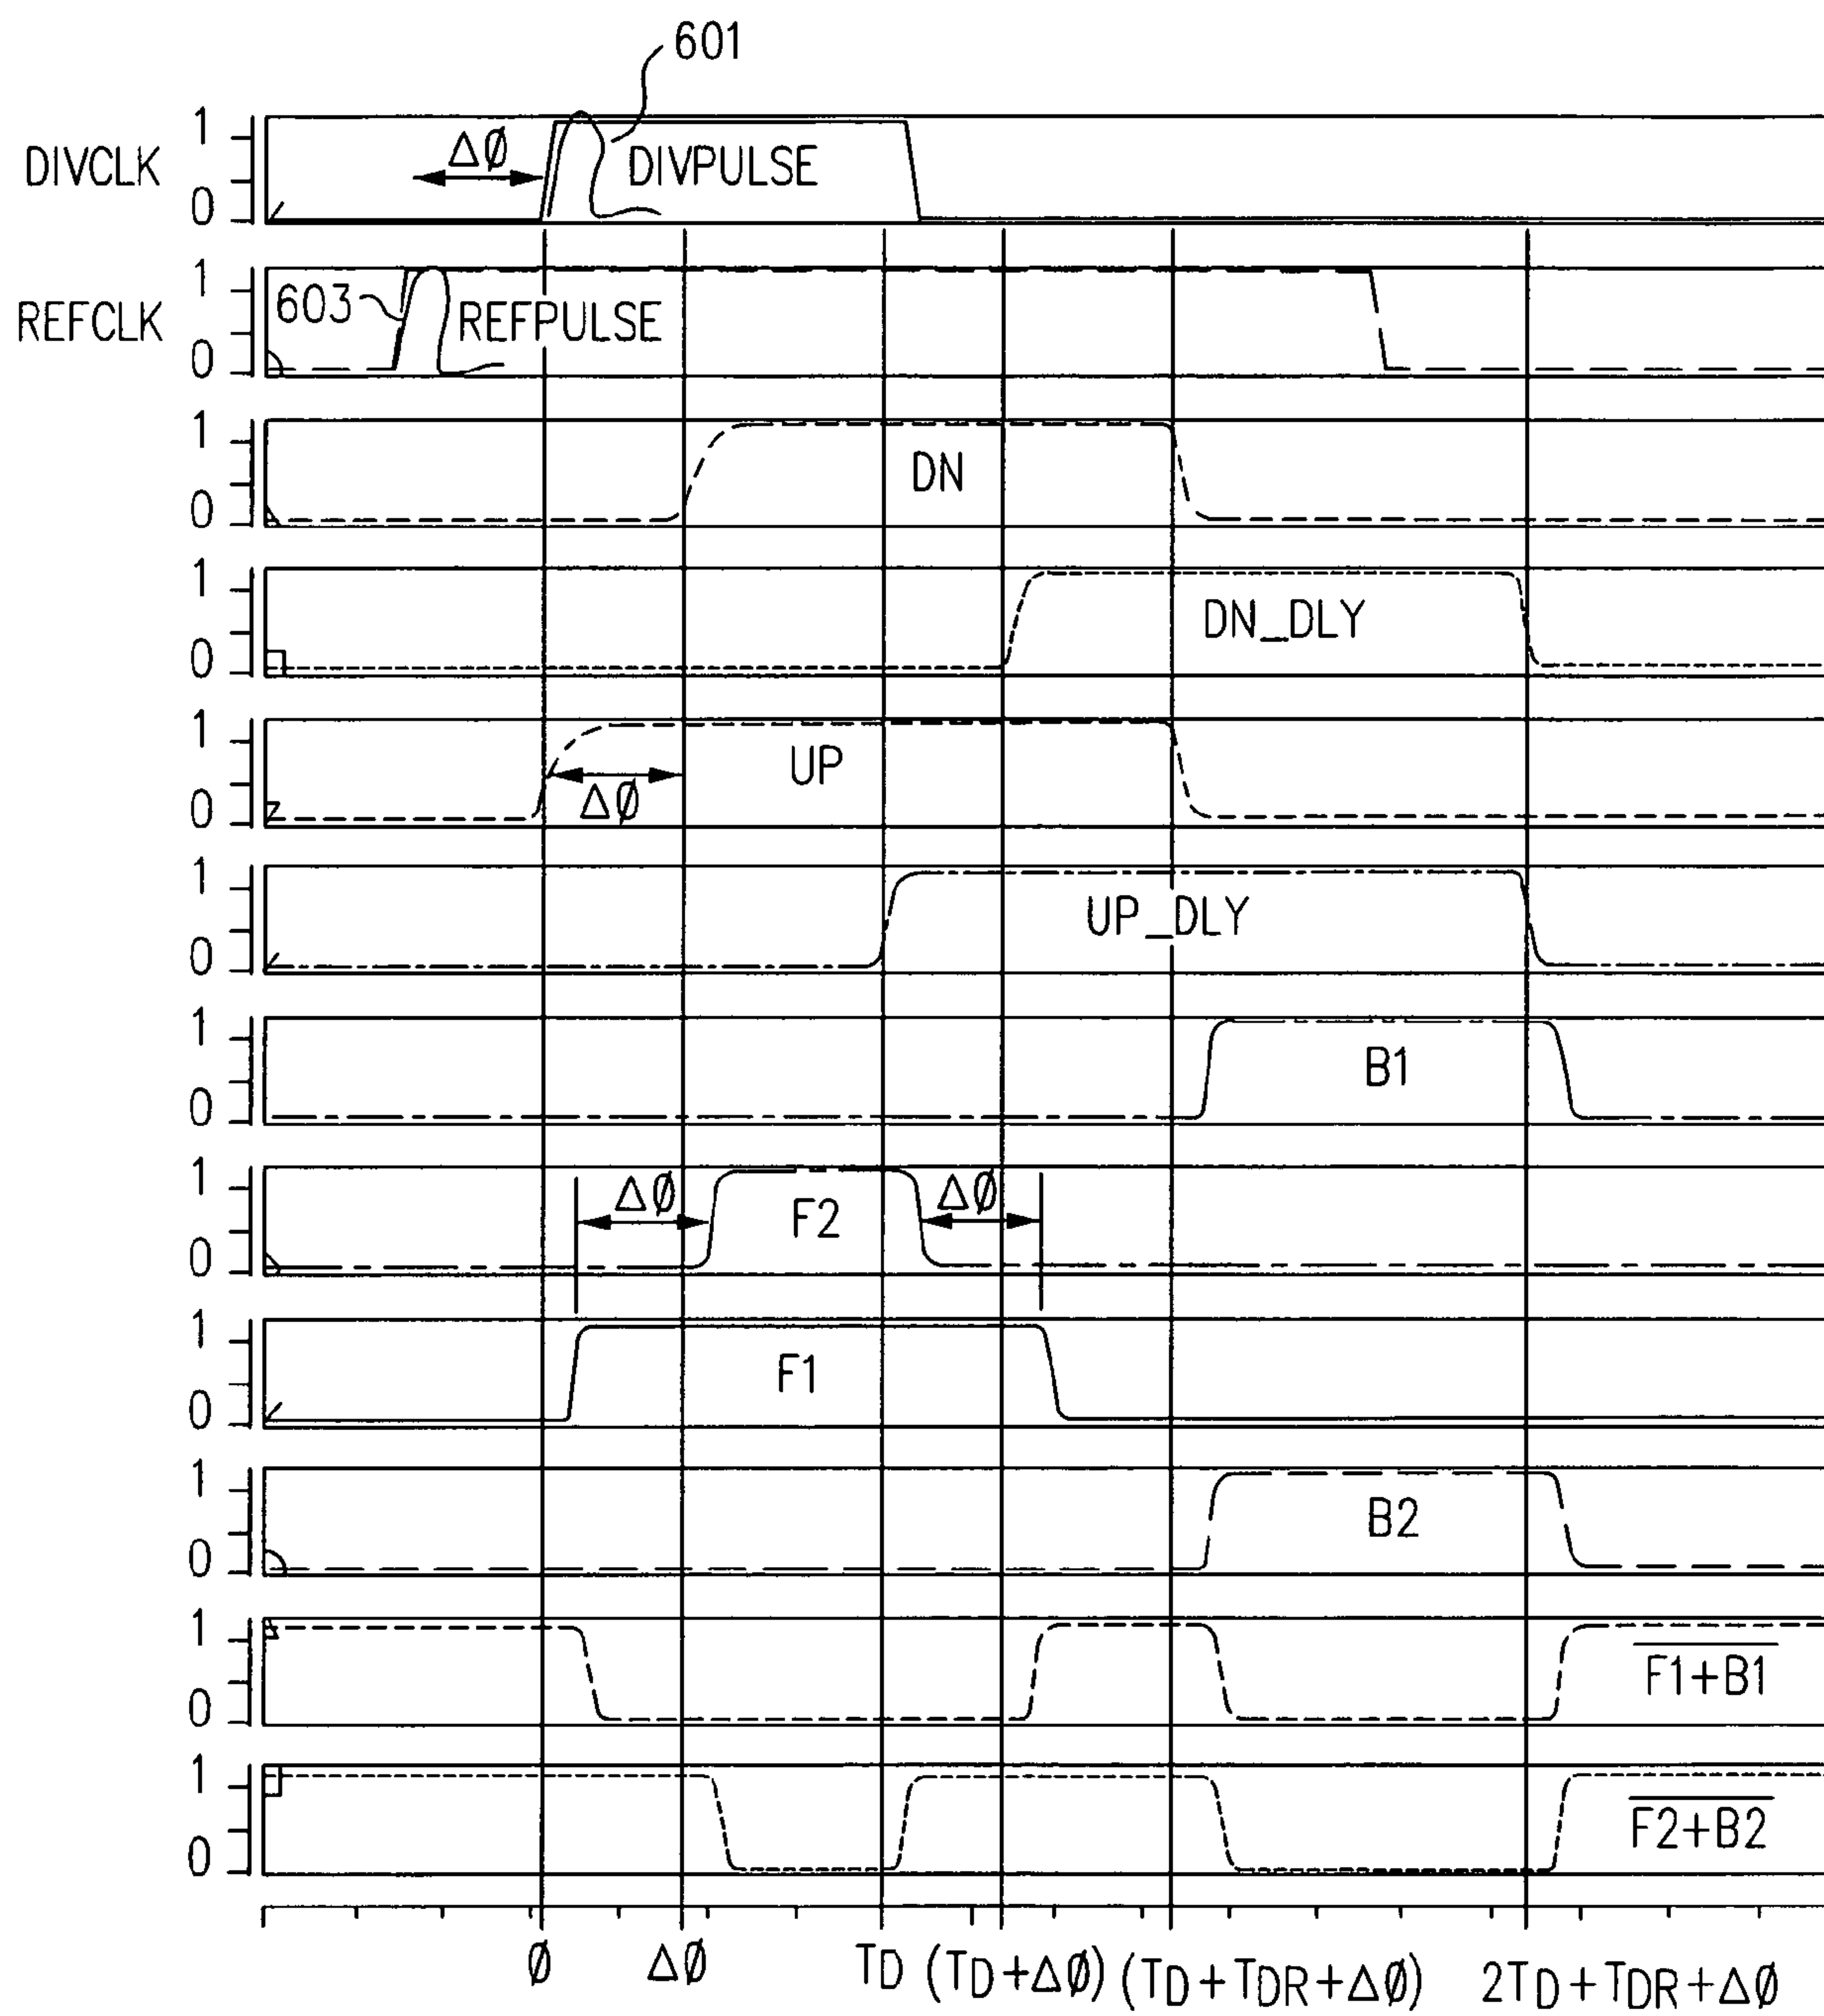 601
1
DIVCLK
ΔØ
DIVPULSE
0
1
REFCLK
603
REFPULSE
0
1
DN
0
1
DN_DLY
0
1
UP
ΔØ
0
1
UP_DLY
0
1
B1
0
1
ΔØ
F2
ΔØ
0
1
F1
0
1
B2
0
1
F1+B1
0
1
F2+B2
0
Ø ΔØ TD (TD+ΔØ) (TD+TDR+ΔØ) 2TD+TDR+ΔØ